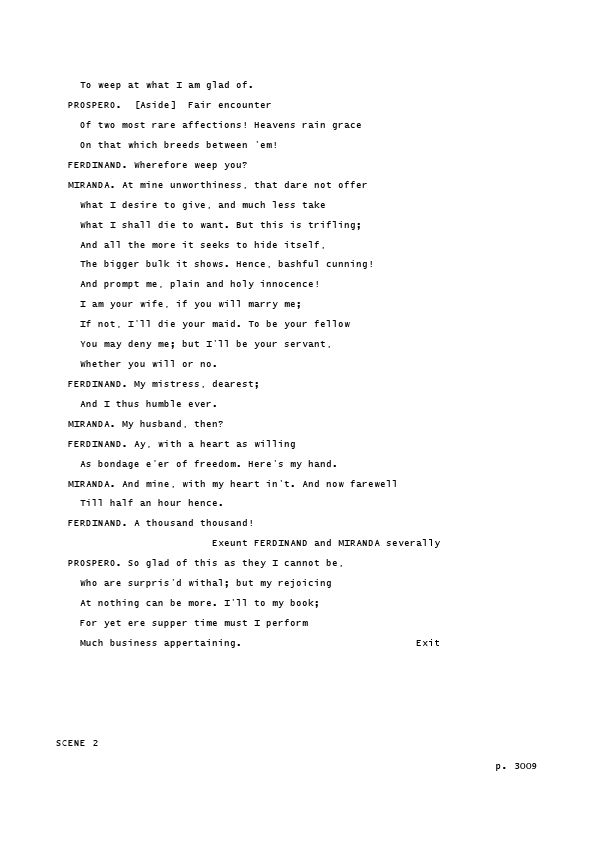 To weep at what I am glad of.
PROSPERO.  [Aside]  Fair encounter
Of two most rare affections! Heavens rain grace
On that which breeds between 'em!
FERDINAND. Wherefore weep you?
MIRANDA. At mine unworthiness, that dare not offer
What I desire to give, and much less take
What I shall die to want. But this is trifling;
And all the more it seeks to hide itself,
The bigger bulk it shows. Hence, bashful cunning!
And prompt me, plain and holy innocence!
I am your wife, if you will marry me;
If not, I'll die your maid. To be your fellow
You may deny me; but I'll be your servant,
Whether you will or no.
FERDINAND. My mistress, dearest;
And I thus humble ever.
MIRANDA. My husband, then?
FERDINAND. Ay, with a heart as willing
As bondage e'er of freedom. Here's my hand.
MIRANDA. And mine, with my heart in't. And now farewell
Till half an hour hence.
FERDINAND. A thousand thousand!
Exeunt FERDINAND and MIRANDA severally
PROSPERO. So glad of this as they I cannot be,
Who are surpris'd withal; but my rejoicing
At nothing can be more. I'll to my book;
For yet ere supper time must I perform
Much business appertaining. Exit
SCENE 2
p. 3009